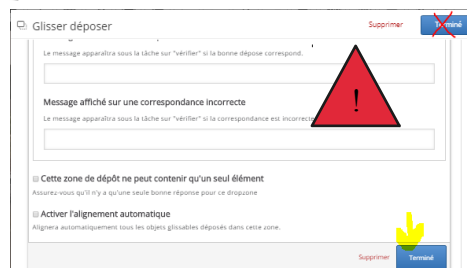 Glisser déposer
Supprimer
Terminé
Le message apparaîtra sous la tâche sur "vérifier" si la bonne dépose correspond.
!
Message affiché sur une correspondance incorrecte
Le message apparaîtra sous la tâche sur "vérifier" si la correspondance est incorrecte
Cette zone de dépôt ne peut contenir qu'un seul élément
Assurez-vous qu'il n'y a qu'une seule bonne réponse pour ce dropzone
Activer l'alignement automatique
Alignera automatiquement tous les objets glissables déposés dans cette zone.
Supprimer
Terminé